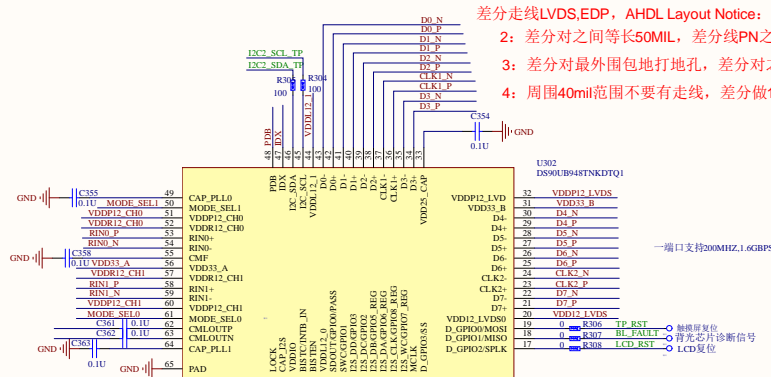 差分走线LVDS,EDP，AHDL Layout Notice:
2：差分对之间等长50MIL，差分线PN之
3：差分对最外围包地打地孔，差分对之
4：周围40mil范围不要有走线，差分做1
D0_N
D0_P
D1_N
D1_P
D2_N
D2_P
CLK1_N
CLK1_P
D3_N
D3_P
I2C2_SCL_TP
I2C2_SDA_TP
R305
100
R304
100
PDB
IDX
VDDL12_1
C354
0.1U
GND
48 47 46 45 44 43 42 41 40 39 38 37 36 35 34 33
PDB
IDX
I2C_SDA
I2C_SCL
VDDL12_1
D0-
D0+
D1-
D1+
D2-
D2+
CLK1-
CLK1+
D3-
D3+
VDD25_CAP
U302
DS90UB948TNKDTQ1
GND C355 0.1U 49 CAP_PLL0
MODE_SEL1 50 MODE_SEL1
VDDP12_CH0 51 VDDP12_CH0
VDDR12_CH0 52 VDDR12_CH0
RIN0_P 53 RIN0+
RIN0_N 54 RIN0-
GND C358 0.1U 55 CMF
VDD33_A 56 VDD33_A
VDDR12_CH1 57 VDDR12_CH1
RIN1_P 58 RIN1+
RIN1_N 59 RIN1-
VDDP12_CH1 60 VDDP12_CH1
MODE_SEL0 61 MODE_SEL0
C361 0.1U 62 CMLOUTP
C362 0.1U 63 CMLOUTN
GND C363 0.1U 64 CAP_PLL1
GND 65 PAD
VDDP12_LVD 32 VDDP12_LVDS
VDD33_B 31 VDD33_B
D4- 30 D4_N
D4+ 29 D4_P
D5- 28 D5_N
D5+ 27 D5_P
D6- 26 D6_N
D6+ 25 D6_P
CLK2- 24 CLK2_N
CLK2+ 23 CLK2_P
D7- 22 D7_N
D7+ 21 D7_P
VDD12_LVDS0 20 VDD12_LVDS
D_GPIO0/MOSI 19 0 R306 TP_RST 触摸屏复位
D_GPIO1/MISO 18 0 R307 BL_FAULT 背光芯片诊断信号
D_GPIO2/SPLK 17 0 R308 LCD_RST LCD复位
一端口支持200MHZ,1.6GBPS
LOCK
CAP_I2S
VDDIO
BISTC/INTB_IN
BISTEN
VDDL12_0
SDOUT/GPIO0/PASS
SWC/GPIO1
I2S_DD/GPIO3
I2S_DC/GPIO2
I2S_DB/GPIO5_REG
I2S_DA/GPIO6_REG
I2S_CLK/GPIO8_REG
I2S_WC/GPIO7_REG
MCLK
D_GPIO3/SS